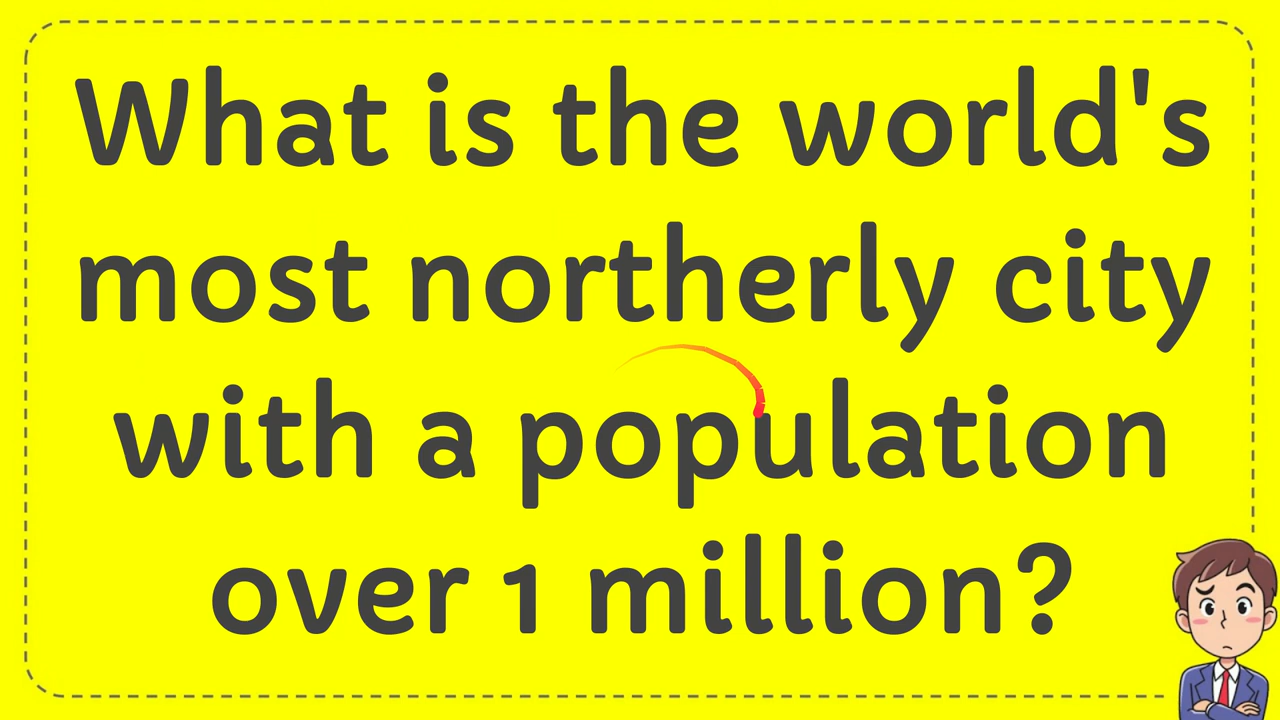 What is the world's
most northerly city
with a population
over 1 million?